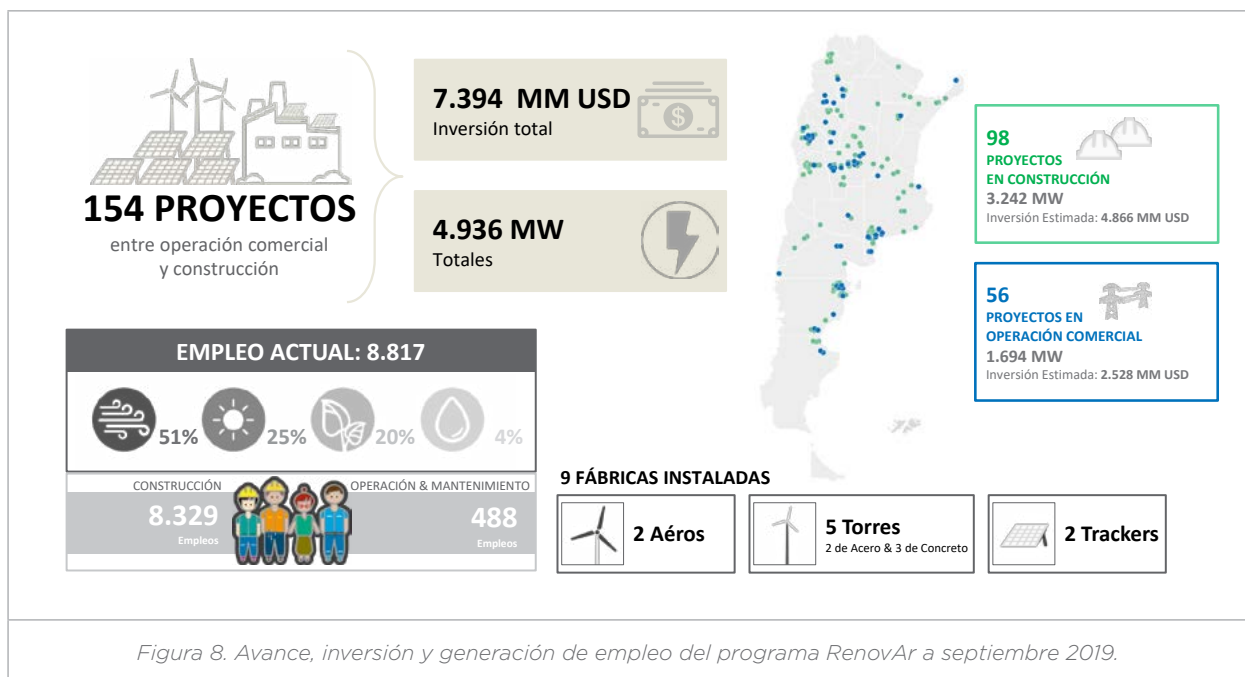 154 PROYECTOS
entre operación comercial
y construcción
7.394 MM USD
Inversión total
4.936 MW
Totales
98
PROYECTOS
EN CONSTRUCCIÓN
3.242 MW
Inversión Estimada: 4.866 MM USD
56
PROYECTOS EN
OPERACIÓN COMERCIAL
1.694 MW
Inversión Estimada: 2.528 MM USD
EMPLEO ACTUAL: 8.817
51%
25%
20%
4%
CONSTRUCCIÓN
8.329
Empleos
OPERACIÓN & MANTENIMIENTO
488
Empleos
9 FÁBRICAS INSTALADAS
2 Aéros
5 Torres
2 de Acero & 3 de Concreto
2 Trackers
Figura 8. Avance, inversión y generación de empleo del programa RenovAr a septiembre 2019.